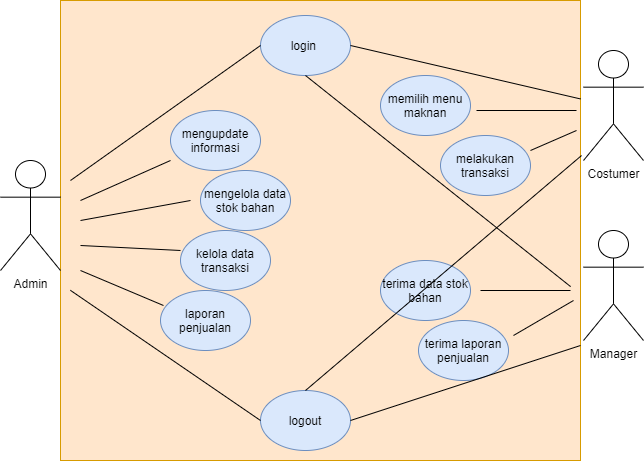 login
memilih menu
maknan
mengupdate
informasi
melakukan
transaksi
Costumer
mengelola data
stok bahan
kelola data
transaksi
Admin
terima data stok
bahan
laporan
penjualan
terima laporan
penjualan
Manager
logout